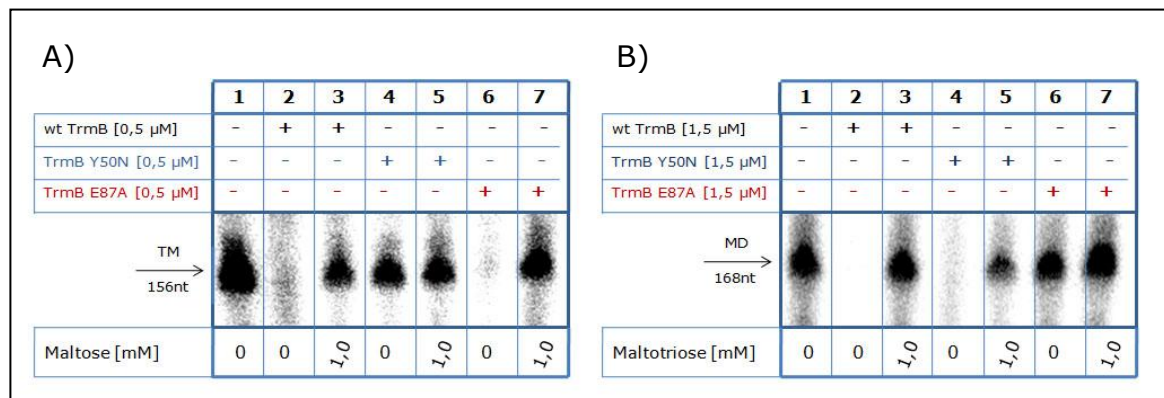 A)
1 2 3 4 5 6 7
wt TrmB [0,5 µM] - + + - - - -
TrmB Y50N [0,5 µM] - - - + + - -
TrmB E87A [0,5 µM] - - - - - + +
TM
156nt
Maltose [mM] 0 0 1,0 0 1,0 0 1,0
B)
1 2 3 4 5 6 7
wt TrmB [1,5 µM] - + + - - - -
TrmB Y50N [1,5 µM] - - - + + - -
TrmB E87A [1,5 µM] - - - - - + +
MD
168nt
Maltotriose [mM] 0 0 1,0 0 1,0 0 1,0